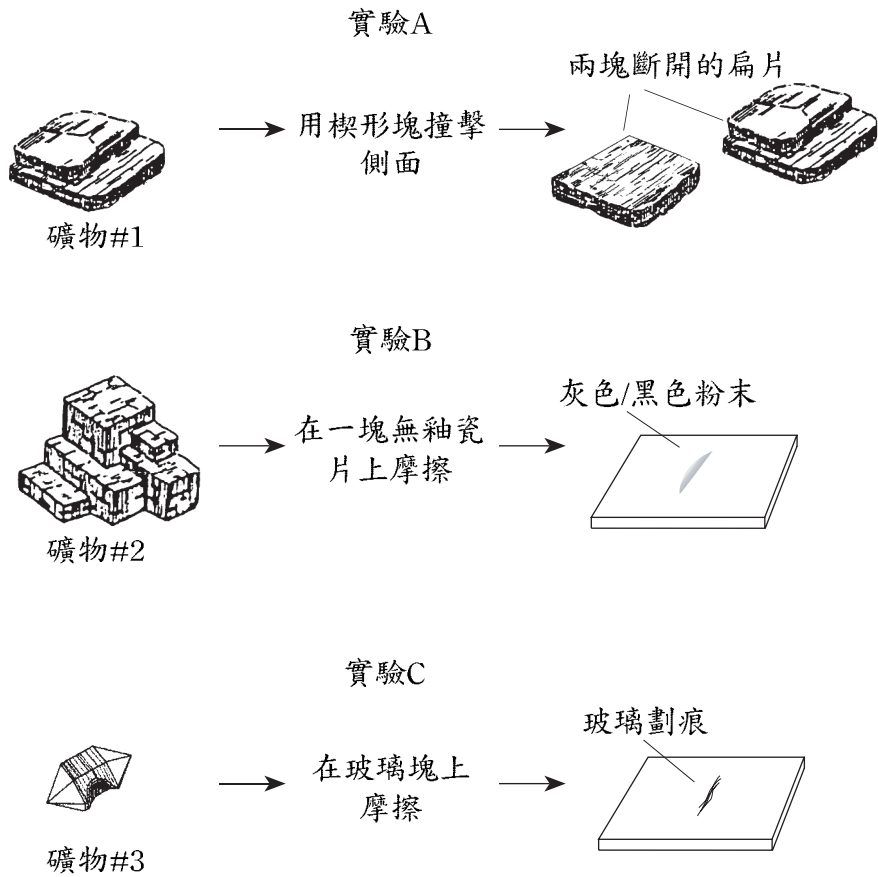 實驗A
兩塊斷開的扁片
用楔形塊撞擊
側面
礦物#1
實驗B
灰色/黑色粉末
在一塊無釉瓷
片上摩擦
礦物#2
實驗C
玻璃劃痕
在玻璃塊上
摩擦
礦物#3